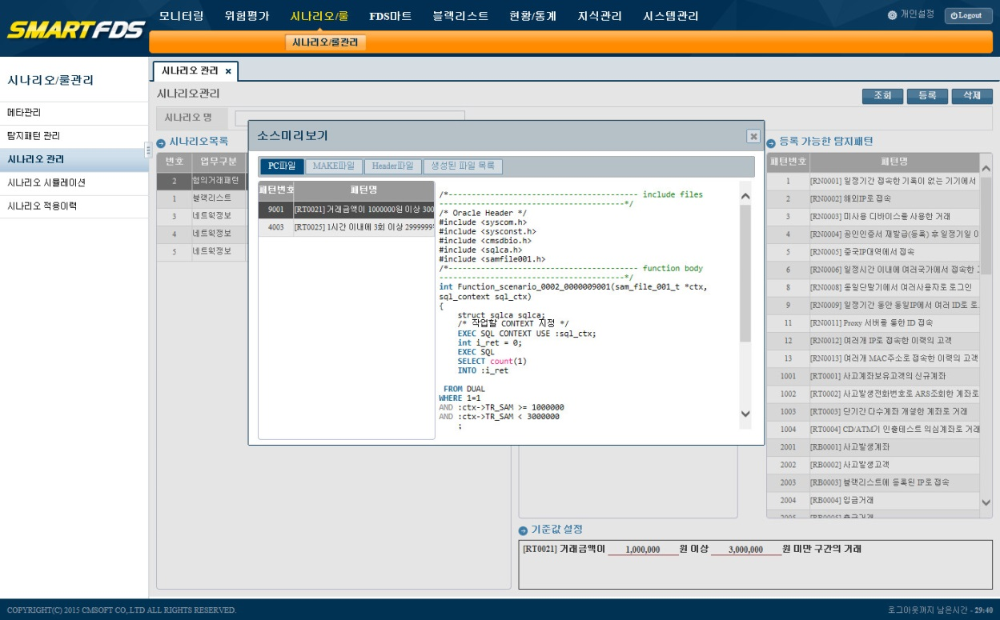 SMARTFDS
모니터링 위험평가 시나리오/룰 FDS마트 블랙리스트 현황/통계 지식관리 시스템관리
개인설정 Logout
시나리오/룰관리
시나리오/룰관리
메타관리
탐지패턴 관리
시나리오 관리
시나리오 시뮬레이션
시나리오 적용이력
시나리오 관리 ×
시나리오관리
조회 등록 삭제
시나리오 명
시나리오목록
번호 업무구분
2 혐의거래패턴
1 블랙리스트
3 네트웍정보
4 네트웍정보
5 네트웍정보
소스미리보기
PC파일 MAKE파일 Header파일 생성된 파일 목록
패턴번호 패턴명
9001 [RT0021] 거래금액이 1000000원 이상 300
4003 [RT0025] 1시간 이내에 3회 이상 2999999
/*---------------------------------------- include files
---------------------------------------*/
/* Oracle Header */
#include <syscom.h>
#include <sysconst.h>
#include <cmsdbio.h>
#include <sqlca.h>
#include <samfile001.h>
/*---------------------------------------- function body
---------------------------------------*/
int Function_scenario_0002_0000009001(sam_file_001_t *ctx,
sql_context sql_ctx)
{
struct sqlca sqlca;
/* 작업할 CONTEXT 지정 */
EXEC SQL CONTEXT USE :sql_ctx;
int i_ret = 0;
EXEC SQL
SELECT count(1)
INTO :i_ret
FROM DUAL
WHERE 1=1
AND :ctx->TR_SAM >= 1000000
AND :ctx->TR_SAM < 3000000
;
등록 가능한 탐지패턴
패턴번호 패턴명
1 [RN0001] 일정기간 접속한 기록이 없는 기기에서
2 [RN0002] 해외IP로 접속
3 [RN0003] 미사용 디바이스를 사용한 거래
4 [RN0004] 공인인증서 재발급(등록) 후 일정기일 이
5 [RN0005] 중국IP대역에서 접속
6 [RN0006] 일정시간 이내에 여러국가에서 접속한
8 [RN0008] 동일단말기에서 여러사용자로 로그인
9 [RN0009] 일정기간 동안 동일IP에서 여러 ID로 로
11 [RN0011] Proxy 서버를 통한 ID 접속
12 [RN0012] 여러개 IP로 접속한 이력의 고객
13 [RN0013] 여러개 MAC주소로 접속한 이력의 고객
1001 [RT0001] 사고계좌보유고객의 신규계좌
1002 [RT0002] 사고발생전화번호로 ARS조회한 계좌로
1003 [RT0003] 단기간 다수계좌 개설한 계좌로 거래
1004 [RT0004] CD/ATM기 인출테스트 의심계좌로 거래
2001 [RB0001] 사고발생계좌
2002 [RB0002] 사고발생고객
2003 [RB0003] 블랙리스트에 등록된 IP로 접속
2004 [RB0004] 입금거래
2005 [RB0005] 출금거래
기준값 설정
[RT0021] 거래금액이 1,000,000 원 이상 3,000,000 원 미만 구간의 거래
COPYRIGHT(C) 2015 CMSOFT CO,.LTD ALL RIGHTS RESERVED.
로그아웃까지 남은시간 - 29:40